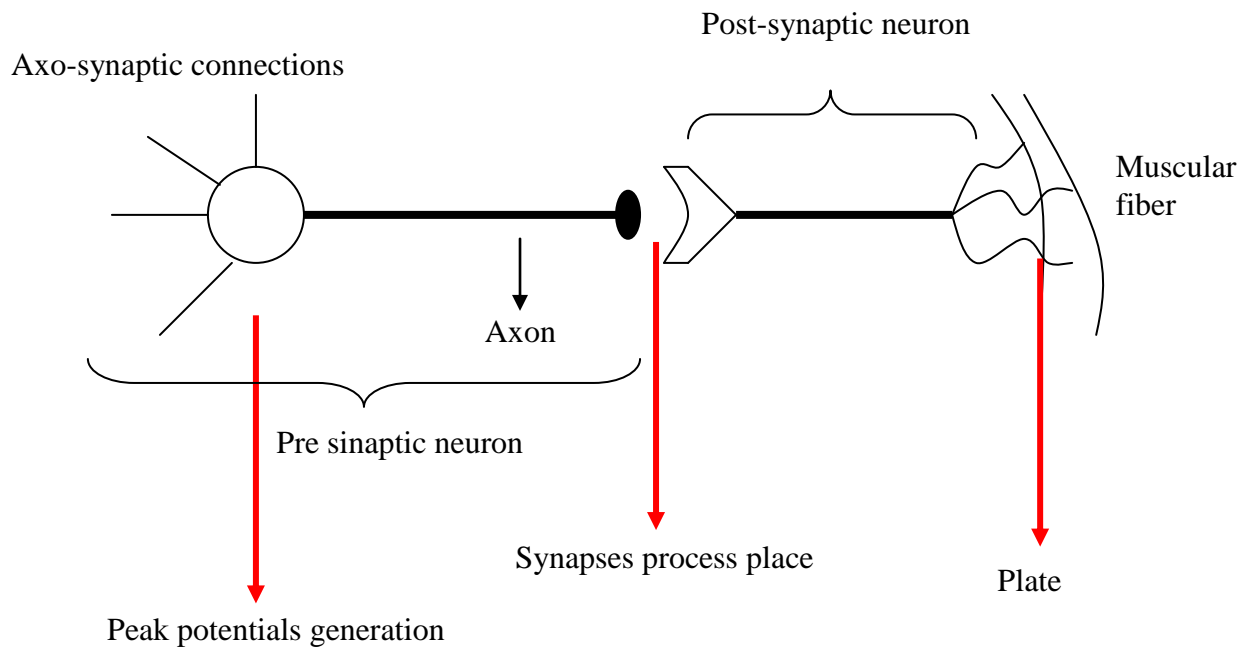 Post-synaptic neuron
Axo-synaptic connections
Muscular
fiber
Axon
Pre sinaptic neuron
Synapses process place
Plate
Peak potentials generation